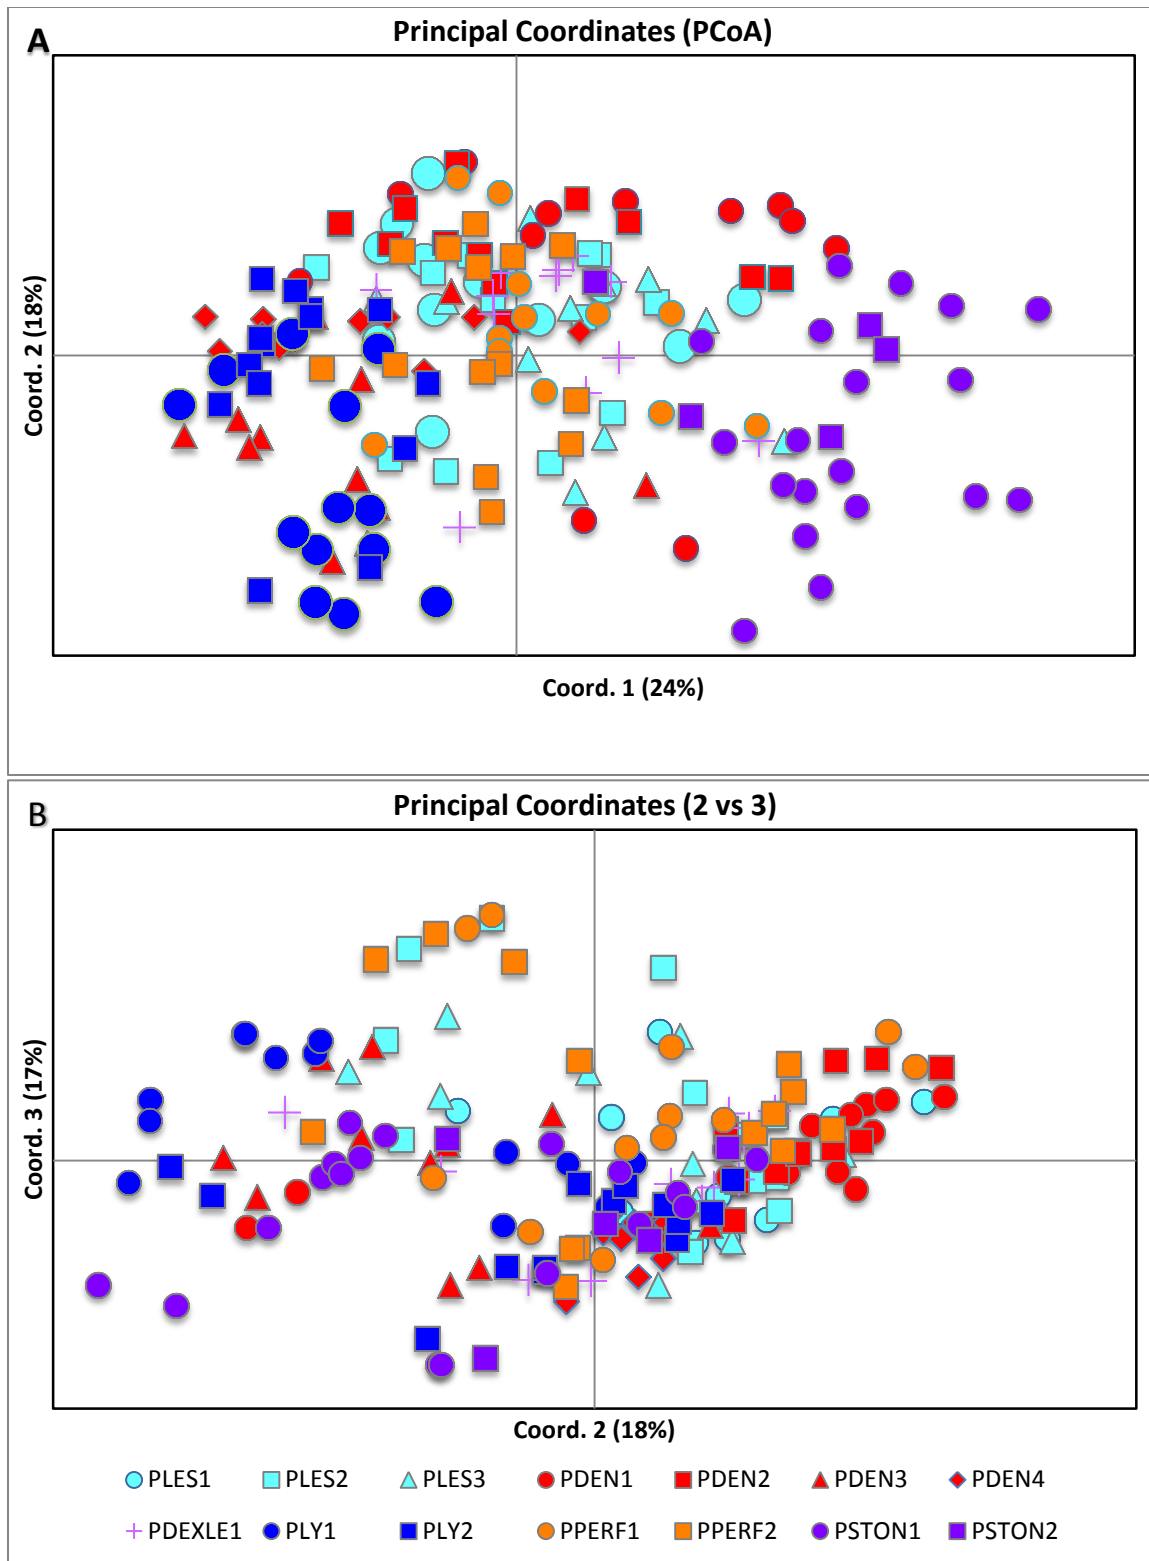 A
Principal Coordinates (PCoA)
Coord. 2 (18%)
Coord. 1 (24%)
B
Principal Coordinates (2 vs 3)
Coord. 3 (17%)
Coord. 2 (18%)
PLES1 PLES2 PLES3 PDEN1 PDEN2 PDEN3 PDEN4
PDEXLE1 PLY1 PLY2 PPERF1 PPERF2 PSTON1 PSTON2